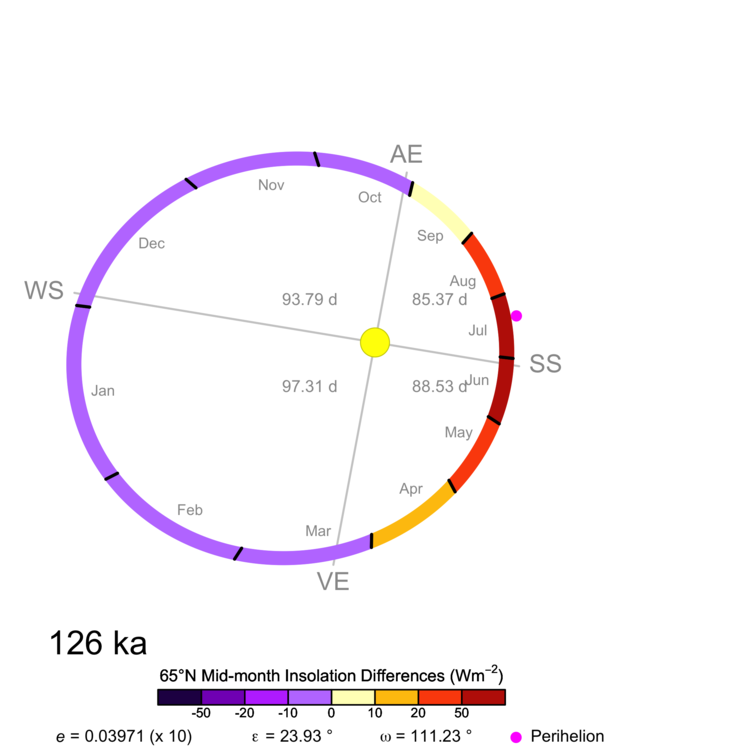 AE
Nov
Oct
Sep
Dec
Aug
WS
93.79 d
85.37 d
Jul
SS
97.31 d
88.53 d
Jun
Jan
May
Apr
Feb
Mar
VE
126 ka
65°N Mid-month Insolation Differences (Wm⁻²)
-50 -20 -10 0 10 20 50
e = 0.03971 (x 10) ε = 23.93 ° ω = 111.23 ° Perihelion